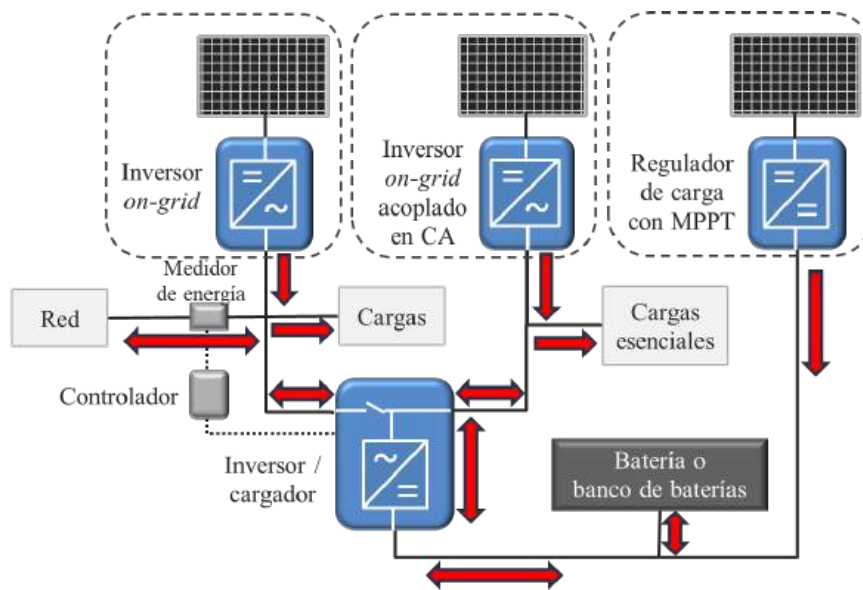 Inversor
on-grid
Inversor
on-grid
acoplado
en CA
Regulador
de carga
con MPPT
Medidor
de energía
Red
Cargas
Cargas
esenciales
Controlador
Inversor /
cargador
Batería o
banco de baterías